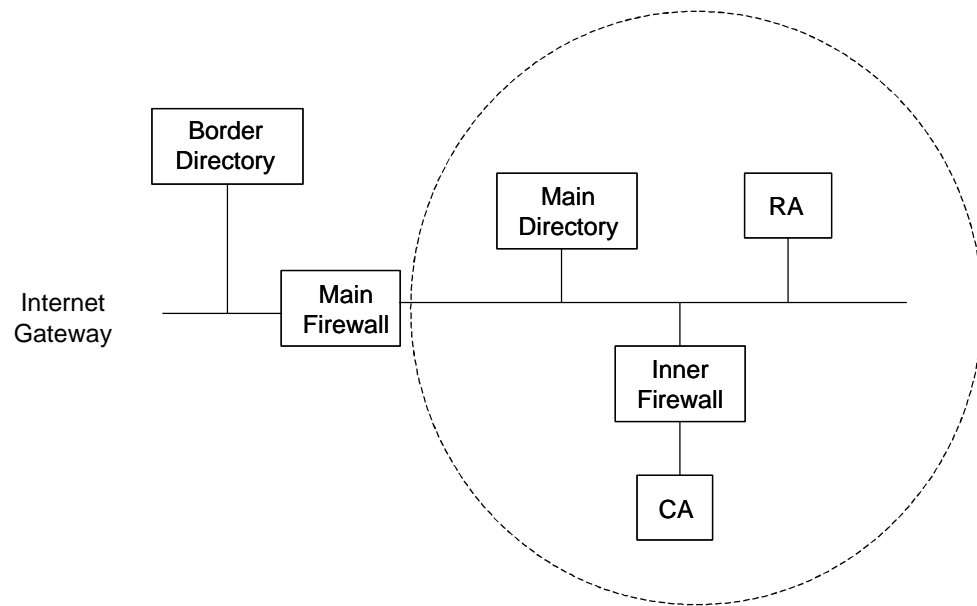 Border
Directory
Main
Directory
RA
Internet
Gateway
Main
Firewall
Inner
Firewall
CA